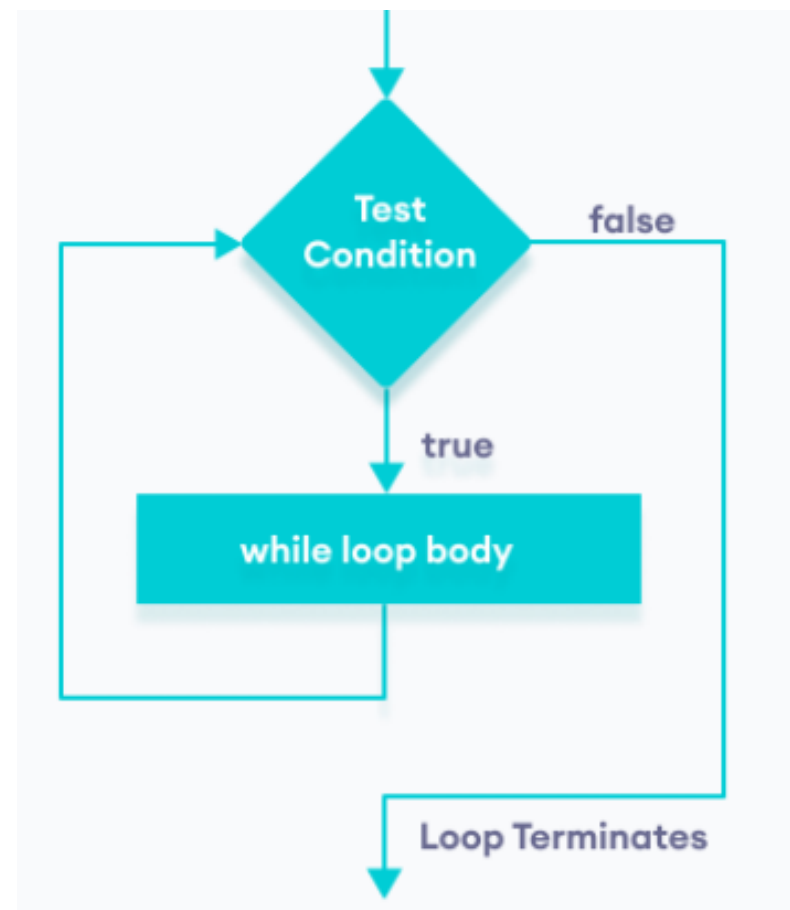 Test
Condition
false
true
while loop body
Loop Terminates